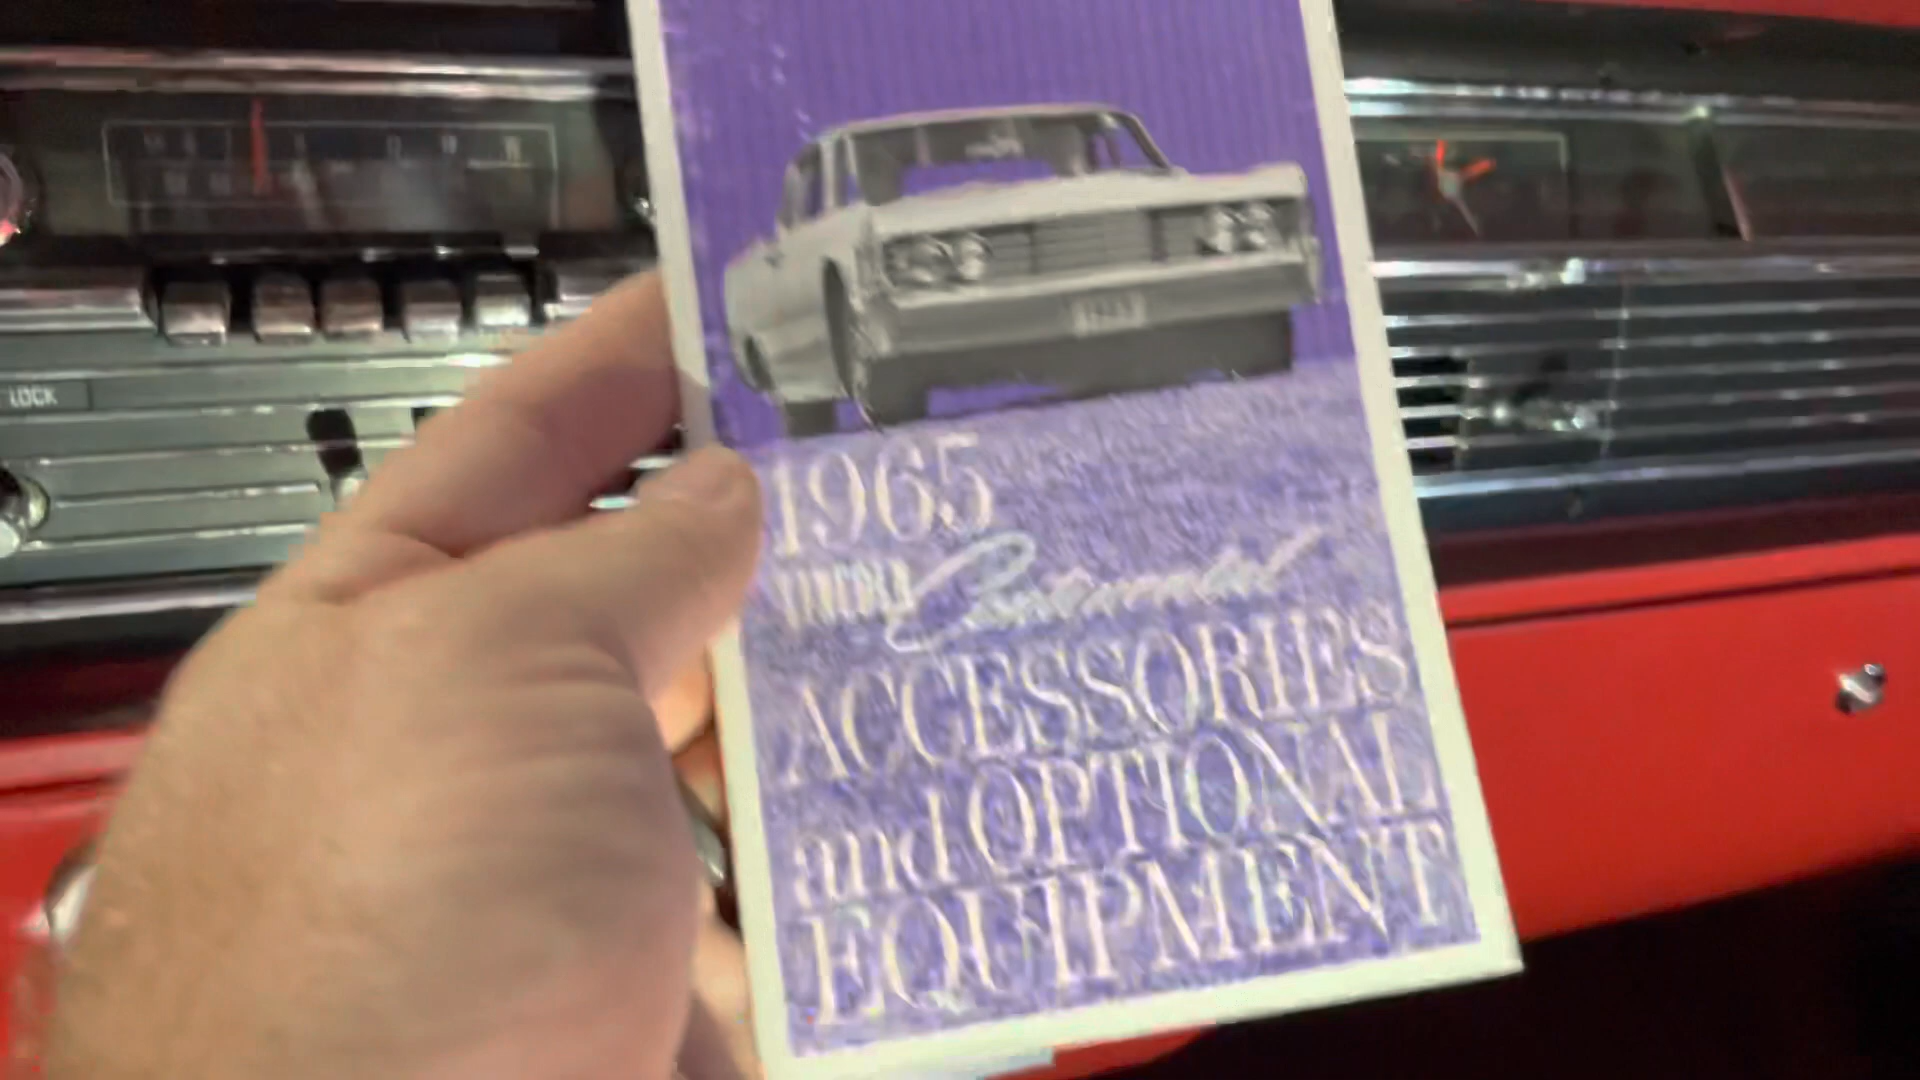 LOCK
1965
Continental
ACCESSORIES
and OPTIONAL
EQUIPMENT